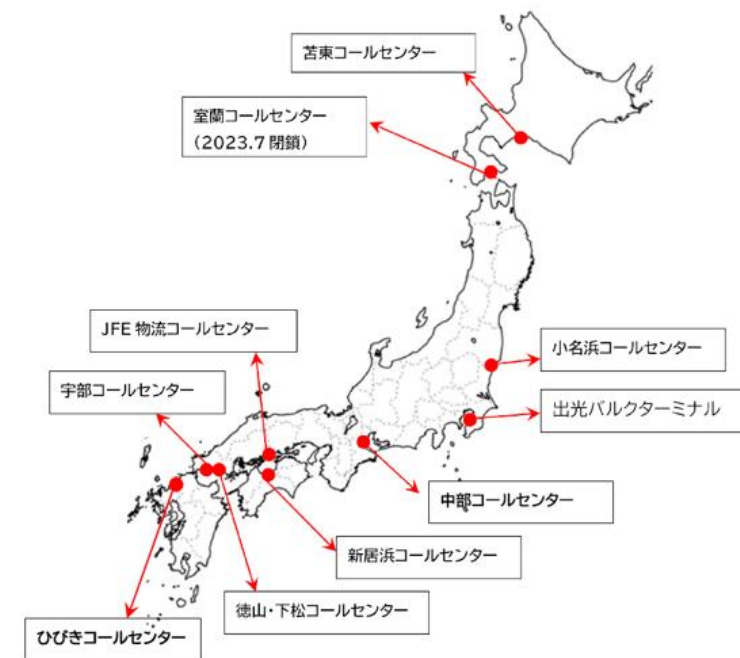 苫東コールセンター
室蘭コールセンター
(2023.7 閉鎖)
JFE 物流コールセンター
小名浜コールセンター
宇部コールセンター
出光バルクターミナル
中部コールセンター
新居浜コールセンター
徳山・下松コールセンター
ひびきコールセンター